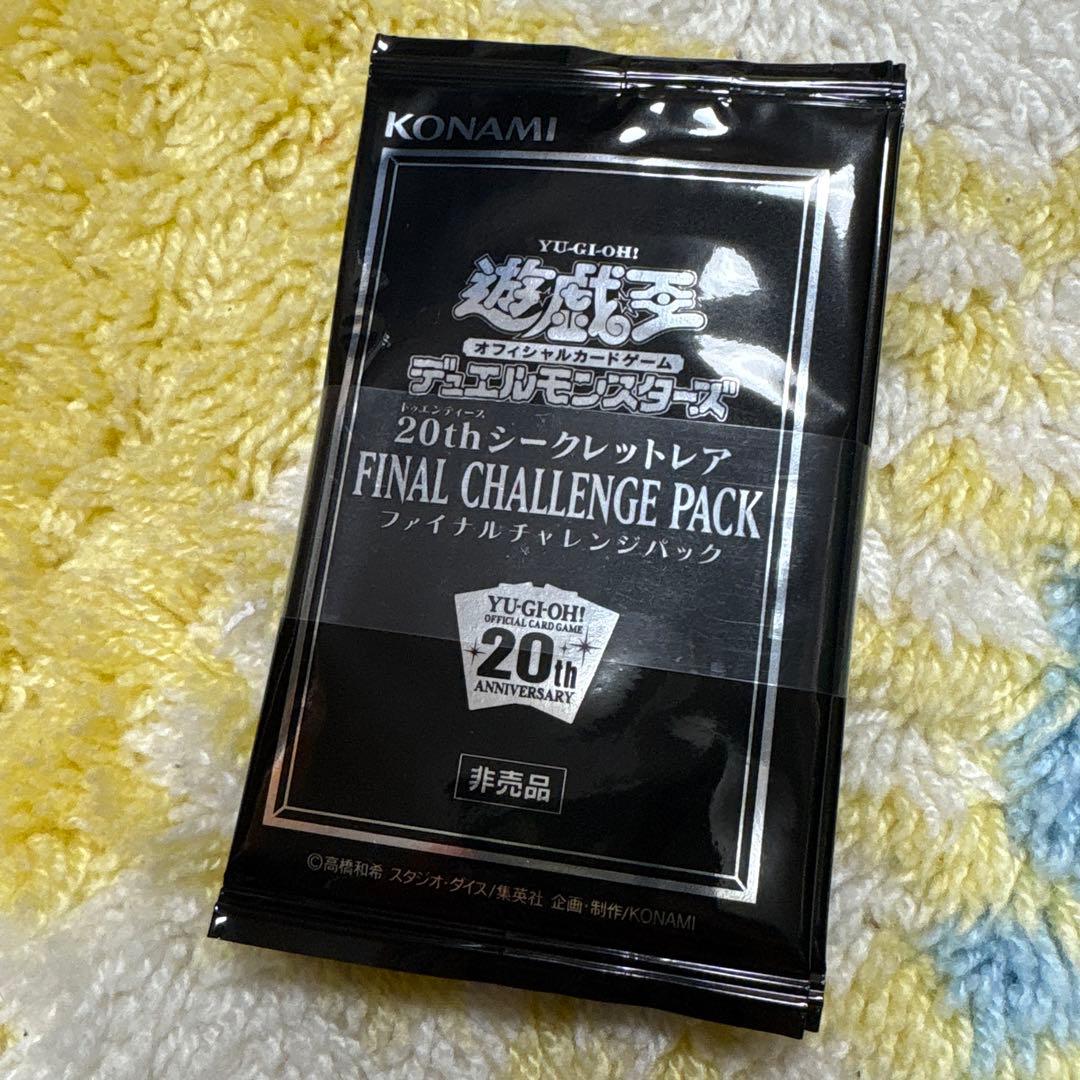 KONAMI
YU-GI-OH!
遊戯王
オフィシャルカードゲーム
デュエルモンスターズ
トゥエンティース
20thシークレットレア
FINAL CHALLENGE PACK
ファイナルチャレンジパック
YU-GI-OH!
OFFICIAL CARD GAME
20th
ANNIVERSARY
非売品
©高橋和希 スタジオ・ダイス/集英社 企画・制作/KONAMI